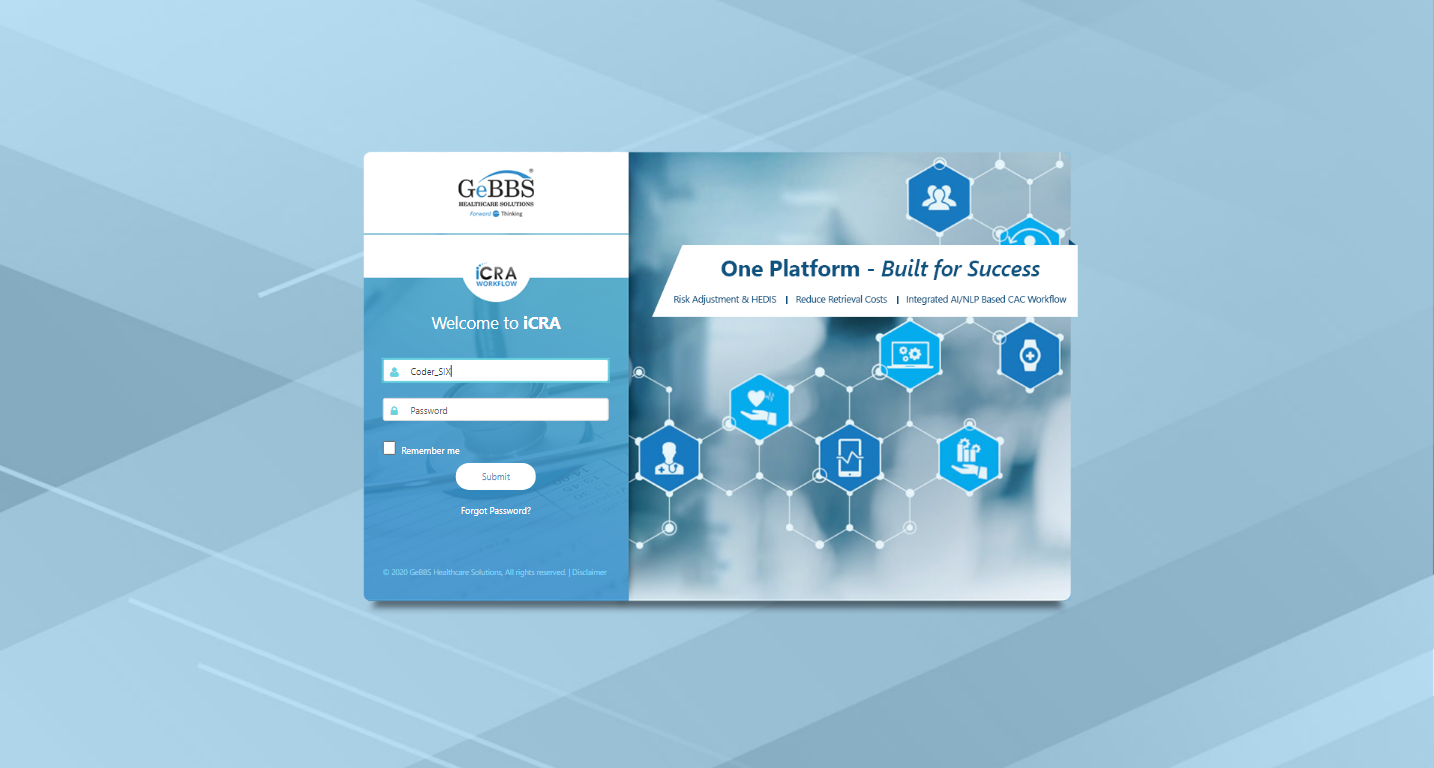 GeBBS
HEALTHCARE SOLUTIONS
Forward Thinking
iCRA
WORKFLOW
Welcome to iCRA
Coder_SIX
Password
Remember me
Submit
Forgot Password?
© 2020 GeBBS Healthcare Solutions, All rights reserved. | Disclaimer
One Platform - Built for Success
Risk Adjustment & HEDIS | Reduce Retrieval Costs | Integrated AI/NLP Based CAC Workflow